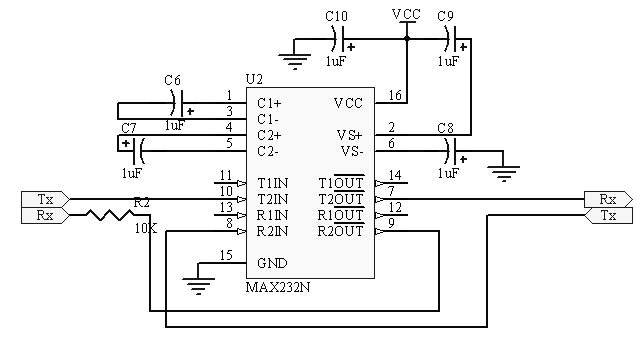 C10
VCC
C9
1uF
1uF
U2
C6
1uF
1
C1+
VCC
16
3
C1-
C7
4
C2+
VS+
2
C8
5
C2-
VS-
6
1uF
1uF
11
T1IN
T1OUT
14
Tx
10
T2IN
T2OUT
7
Rx
Rx
R2
13
R1IN
R1OUT
12
Tx
10K
8
R2IN
R2OUT
9
15
GND
MAX232N